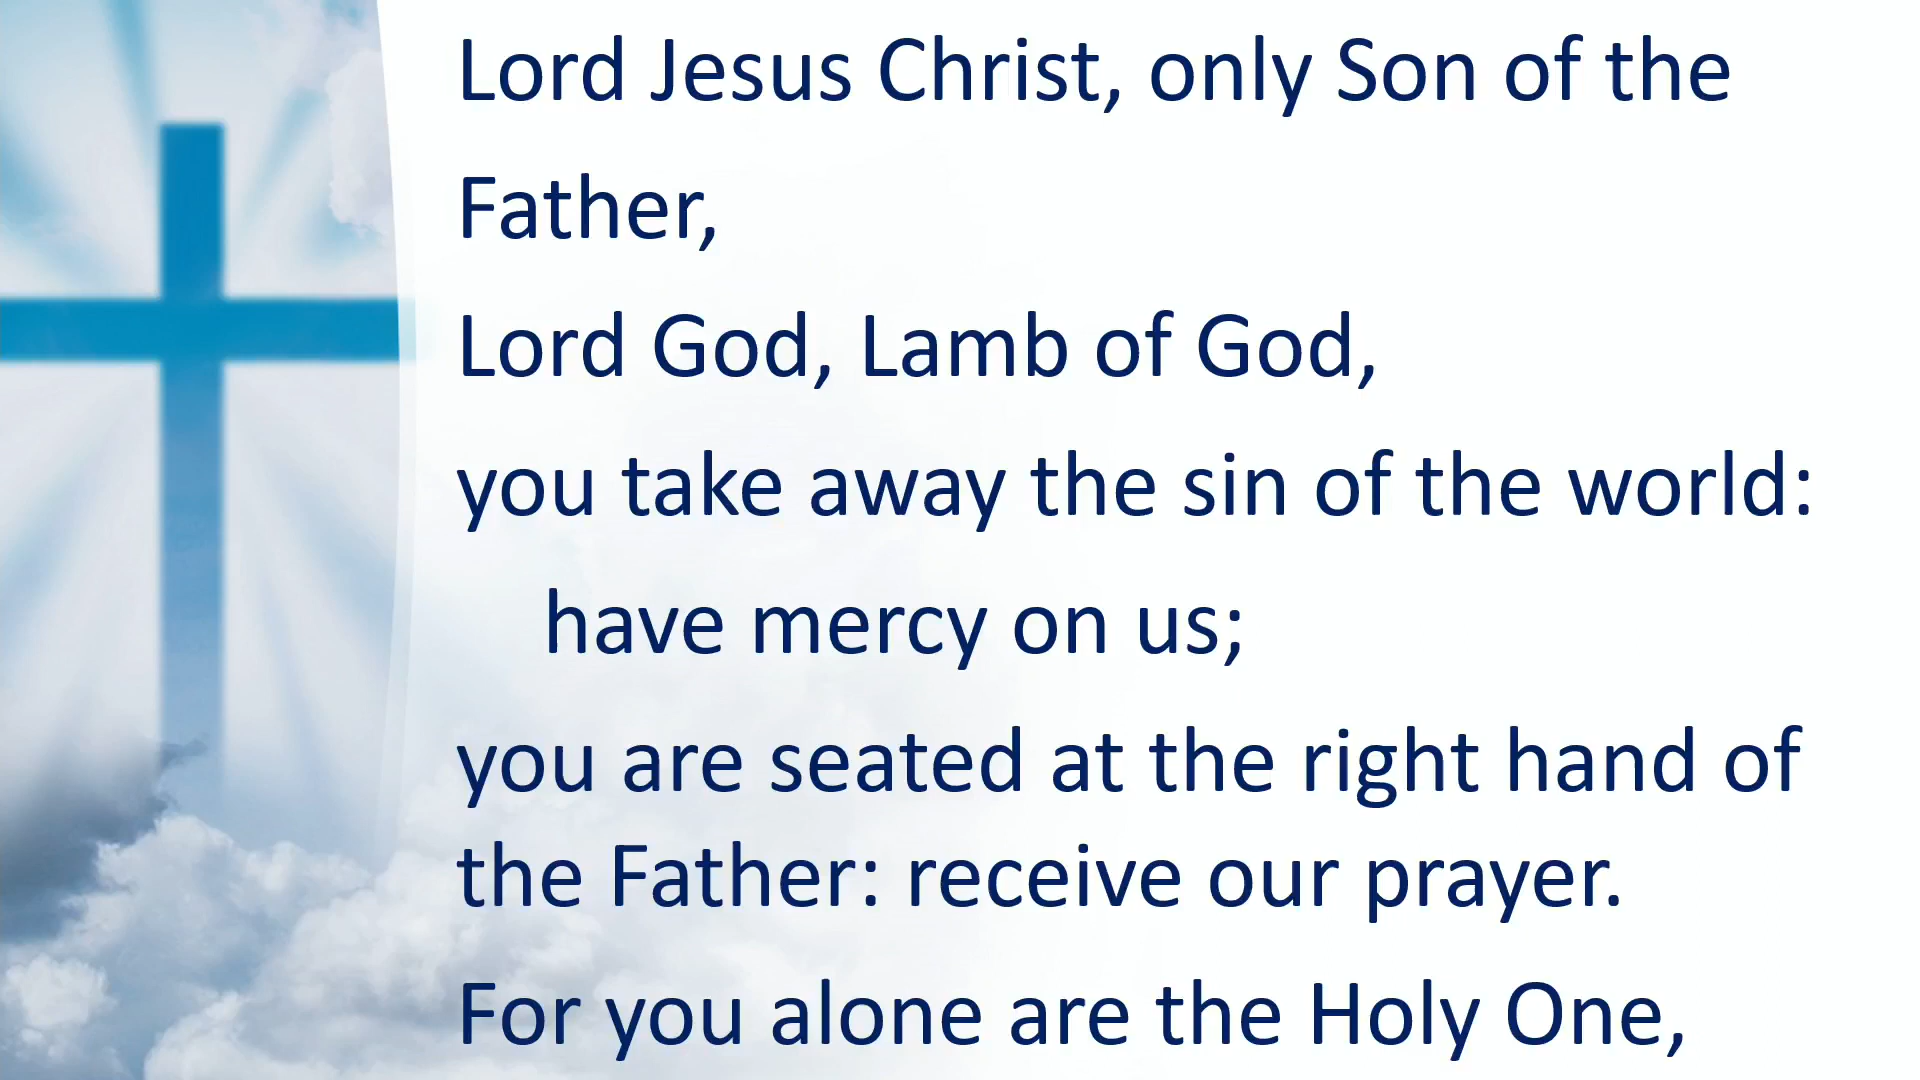 Lord Jesus Christ, only Son of the
Father,
Lord God, Lamb of God,
you take away the sin of the world:
have mercy on us;
you are seated at the right hand of
the Father: receive our prayer.
For you alone are the Holy One,